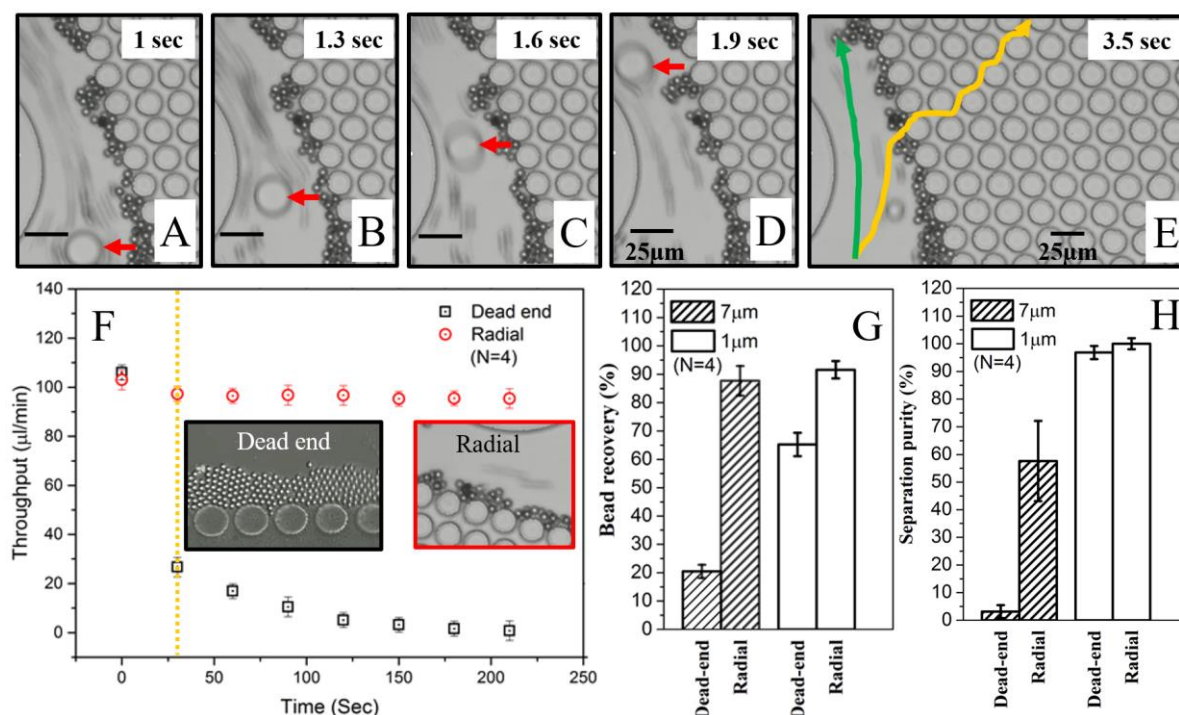 1 sec
A
1.3 sec
B
1.6 sec
C
1.9 sec
25μm
D
3.5 sec
25μm
E
F
Throughput (μl/min)
140
120
100
80
60
40
20
0
Dead end
Radial
(N=4)
Dead end
Radial
0
50
100
150
200
250
Time (Sec)
G
Bead recovery (%)
120
110
100
90
80
70
60
50
40
30
20
10
0
7μm
1μm
(N=4)
Dead-end
Radial
Dead-end
Radial
H
Separation purity (%)
120
110
100
90
80
70
60
50
40
30
20
10
0
7μm
1μm
(N=4)
Dead-end
Radial
Dead-end
Radial